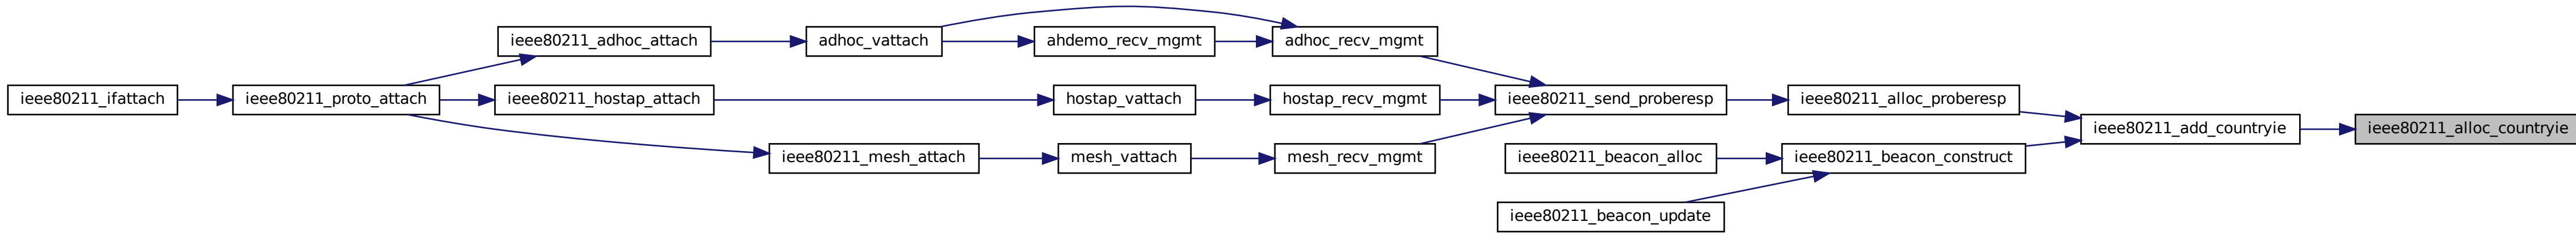 ieee80211_adhoc_attach
adhoc_vattach
ahdemo_recv_mgmt
adhoc_recv_mgmt
ieee80211_ifattach
ieee80211_proto_attach
ieee80211_hostap_attach
hostap_vattach
hostap_recv_mgmt
ieee80211_send_proberesp
ieee80211_alloc_proberesp
ieee80211_add_countryie
ieee80211_alloc_countryie
ieee80211_mesh_attach
mesh_vattach
mesh_recv_mgmt
ieee80211_beacon_alloc
ieee80211_beacon_construct
ieee80211_beacon_update